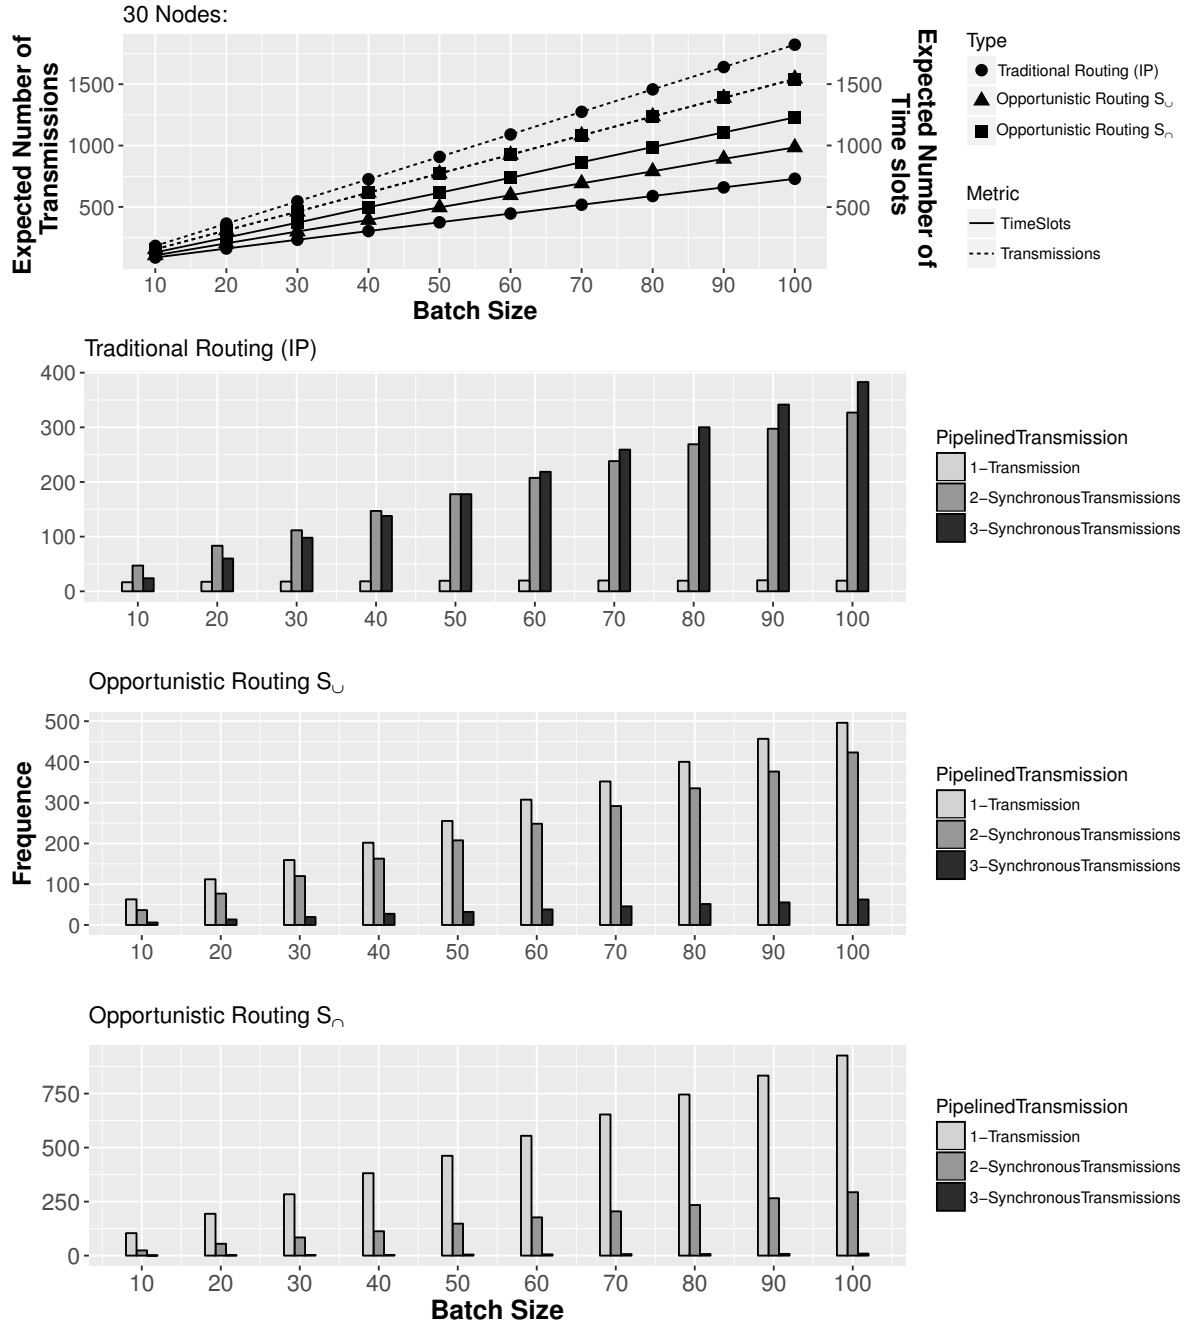 30 Nodes:
Expected Number of
Transmissions
1500
1000
500
1500
1000
500
Expected Number of
Time slots
10 20 30 40 50 60 70 80 90 100
Batch Size
Type
Traditional Routing (IP)
Opportunistic Routing S∪
Opportunistic Routing S∩
Metric
TimeSlots
Transmissions
Traditional Routing (IP)
400
300
200
100
0
10 20 30 40 50 60 70 80 90 100
PipelinedTransmission
1−Transmission
2−SynchronousTransmissions
3−SynchronousTransmissions
Opportunistic Routing S∪
Frequence
500
400
300
200
100
0
10 20 30 40 50 60 70 80 90 100
PipelinedTransmission
1−Transmission
2−SynchronousTransmissions
3−SynchronousTransmissions
Opportunistic Routing S∩
750
500
250
0
10 20 30 40 50 60 70 80 90 100
Batch Size
PipelinedTransmission
1−Transmission
2−SynchronousTransmissions
3−SynchronousTransmissions